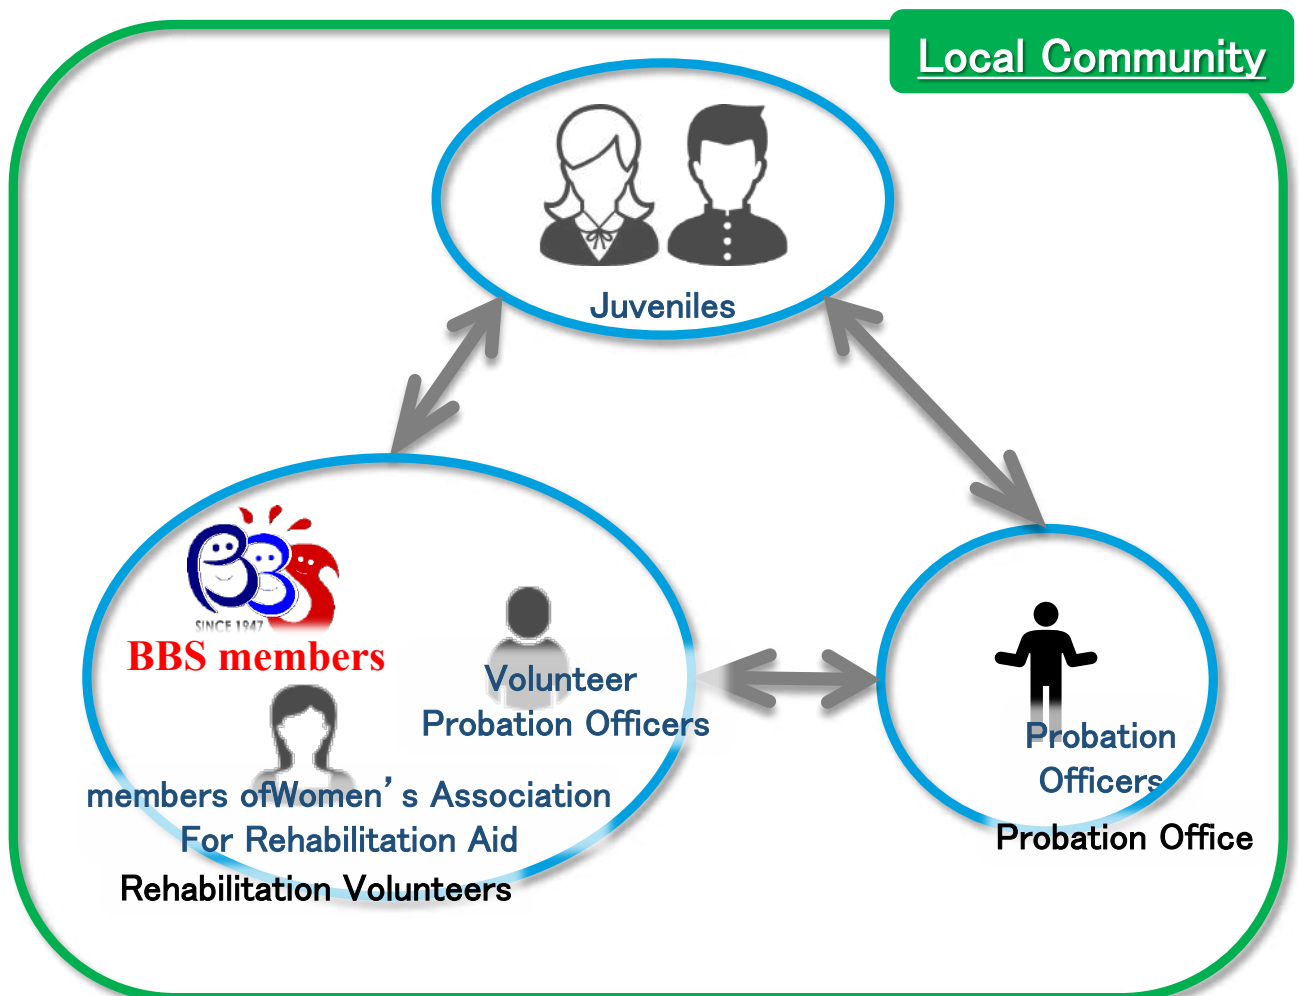 Local Community
Juveniles
SINCE 1947
BBS members
Volunteer
Probation Officers
members ofWomen’s Association
For Rehabilitation Aid
Rehabilitation Volunteers
Probation
Officers
Probation Office